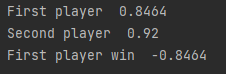 First player  0.8464
Second player  0.92
First player win  -0.8464